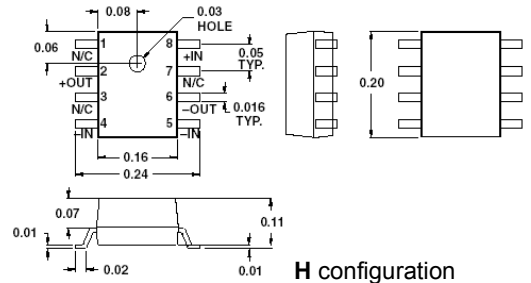 0.08
0.03
HOLE
0.06
1
8
N/C
+IN
0.05
TYP.
2
7
+OUT
N/C
3
6
N/C
–OUT
0.016
TYP.
4
5
–IN
–IN
0.16
0.24
0.20
0.07
0.11
0.01
0.02
0.01
H configuration